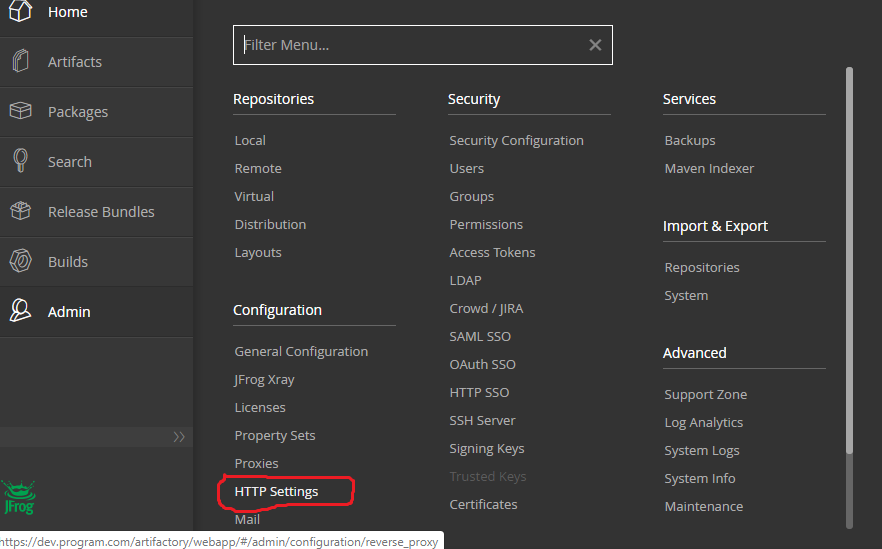 Home
Artifacts
Packages
Search
Release Bundles
Builds
Admin
JFrog
Filter Menu...
Repositories
Local
Remote
Virtual
Distribution
Layouts
Configuration
General Configuration
JFrog Xray
Licenses
Property Sets
Proxies
HTTP Settings
Mail
Security
Security Configuration
Users
Groups
Permissions
Access Tokens
LDAP
Crowd / JIRA
SAML SSO
OAuth SSO
HTTP SSO
SSH Server
Signing Keys
Trusted Keys
Certificates
Services
Backups
Maven Indexer
Import & Export
Repositories
System
Advanced
Support Zone
Log Analytics
System Logs
System Info
Maintenance
https://dev.program.com/artifactory/webapp/#/admin/configuration/reverse_proxy